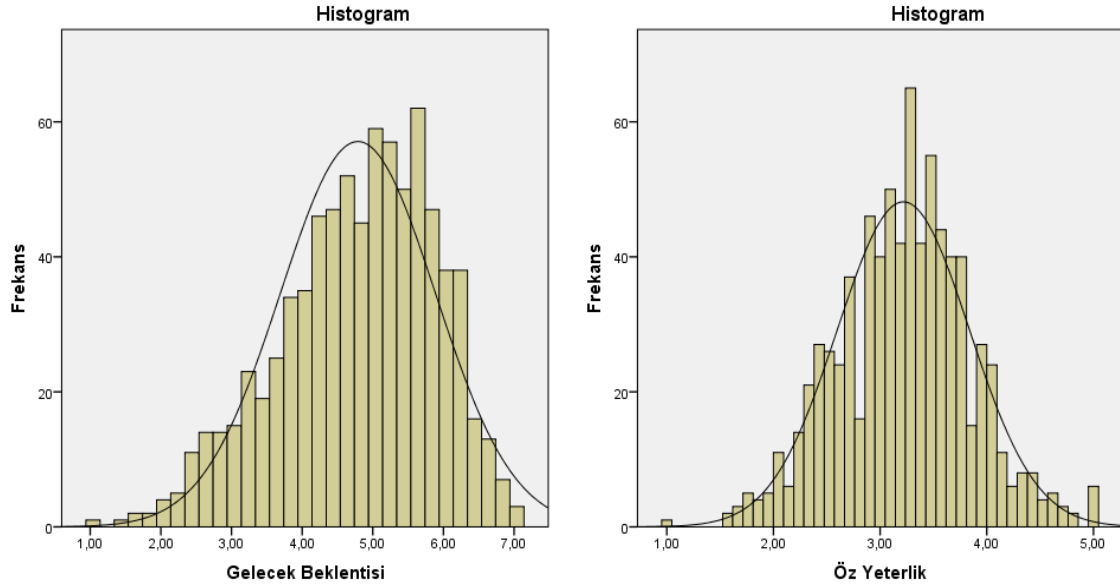 Histogram
Frekans
60
40
20
0
1,00 2,00 3,00 4,00 5,00 6,00 7,00
Gelecek Beklentisi
Histogram
Frekans
60
40
20
0
1,00 2,00 3,00 4,00 5,00
Öz Yeterlik